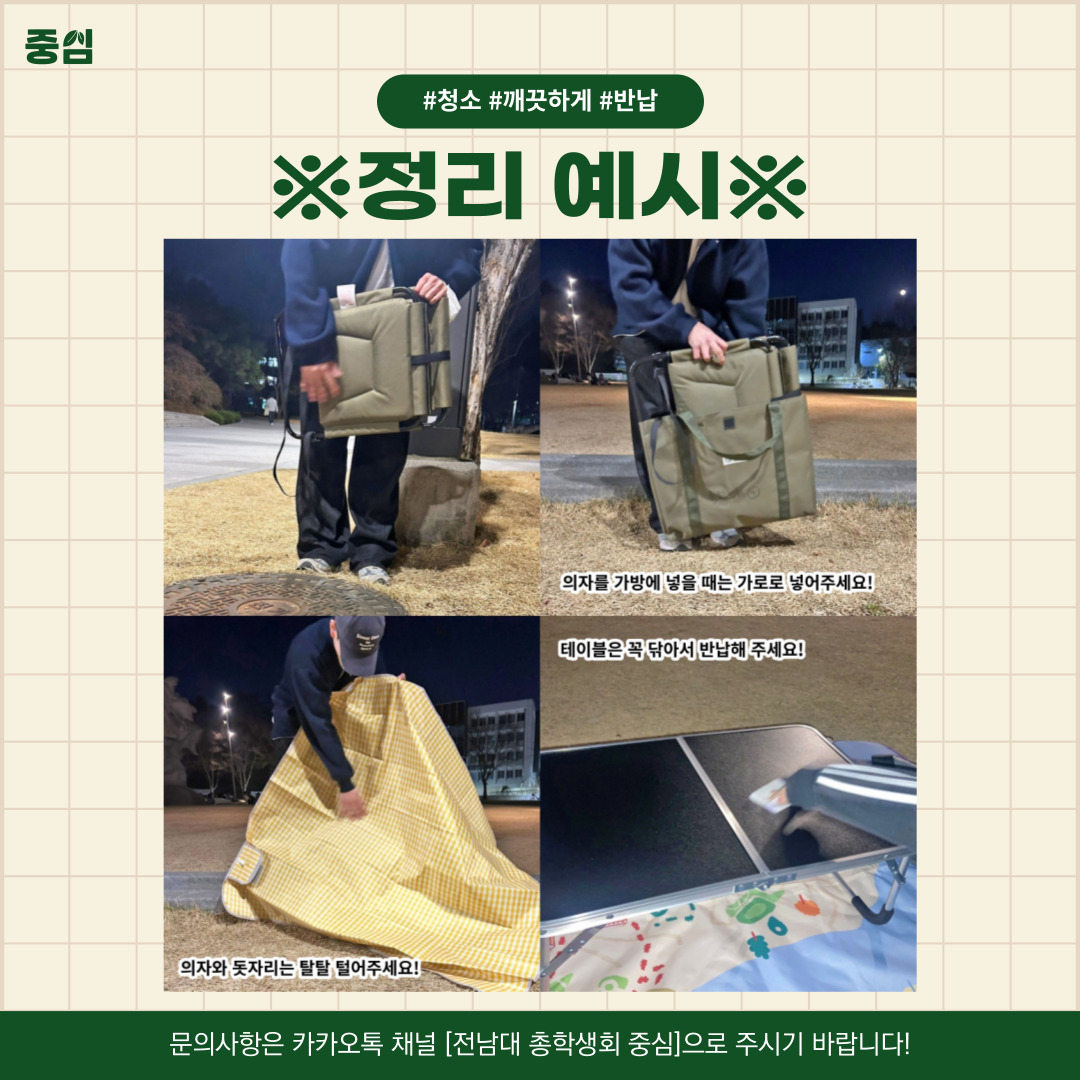 중심
#청소 #깨끗하게 #반납
※정리 예시※
의자를 가방에 넣을 때는 가로로 넣어주세요!
테이블은 꼭 닦아서 반납해 주세요!
의자와 돗자리는 탈탈 털어주세요!
문의사항은 카카오톡 채널 [전남대 총학생회 중심]으로 주시기 바랍니다!